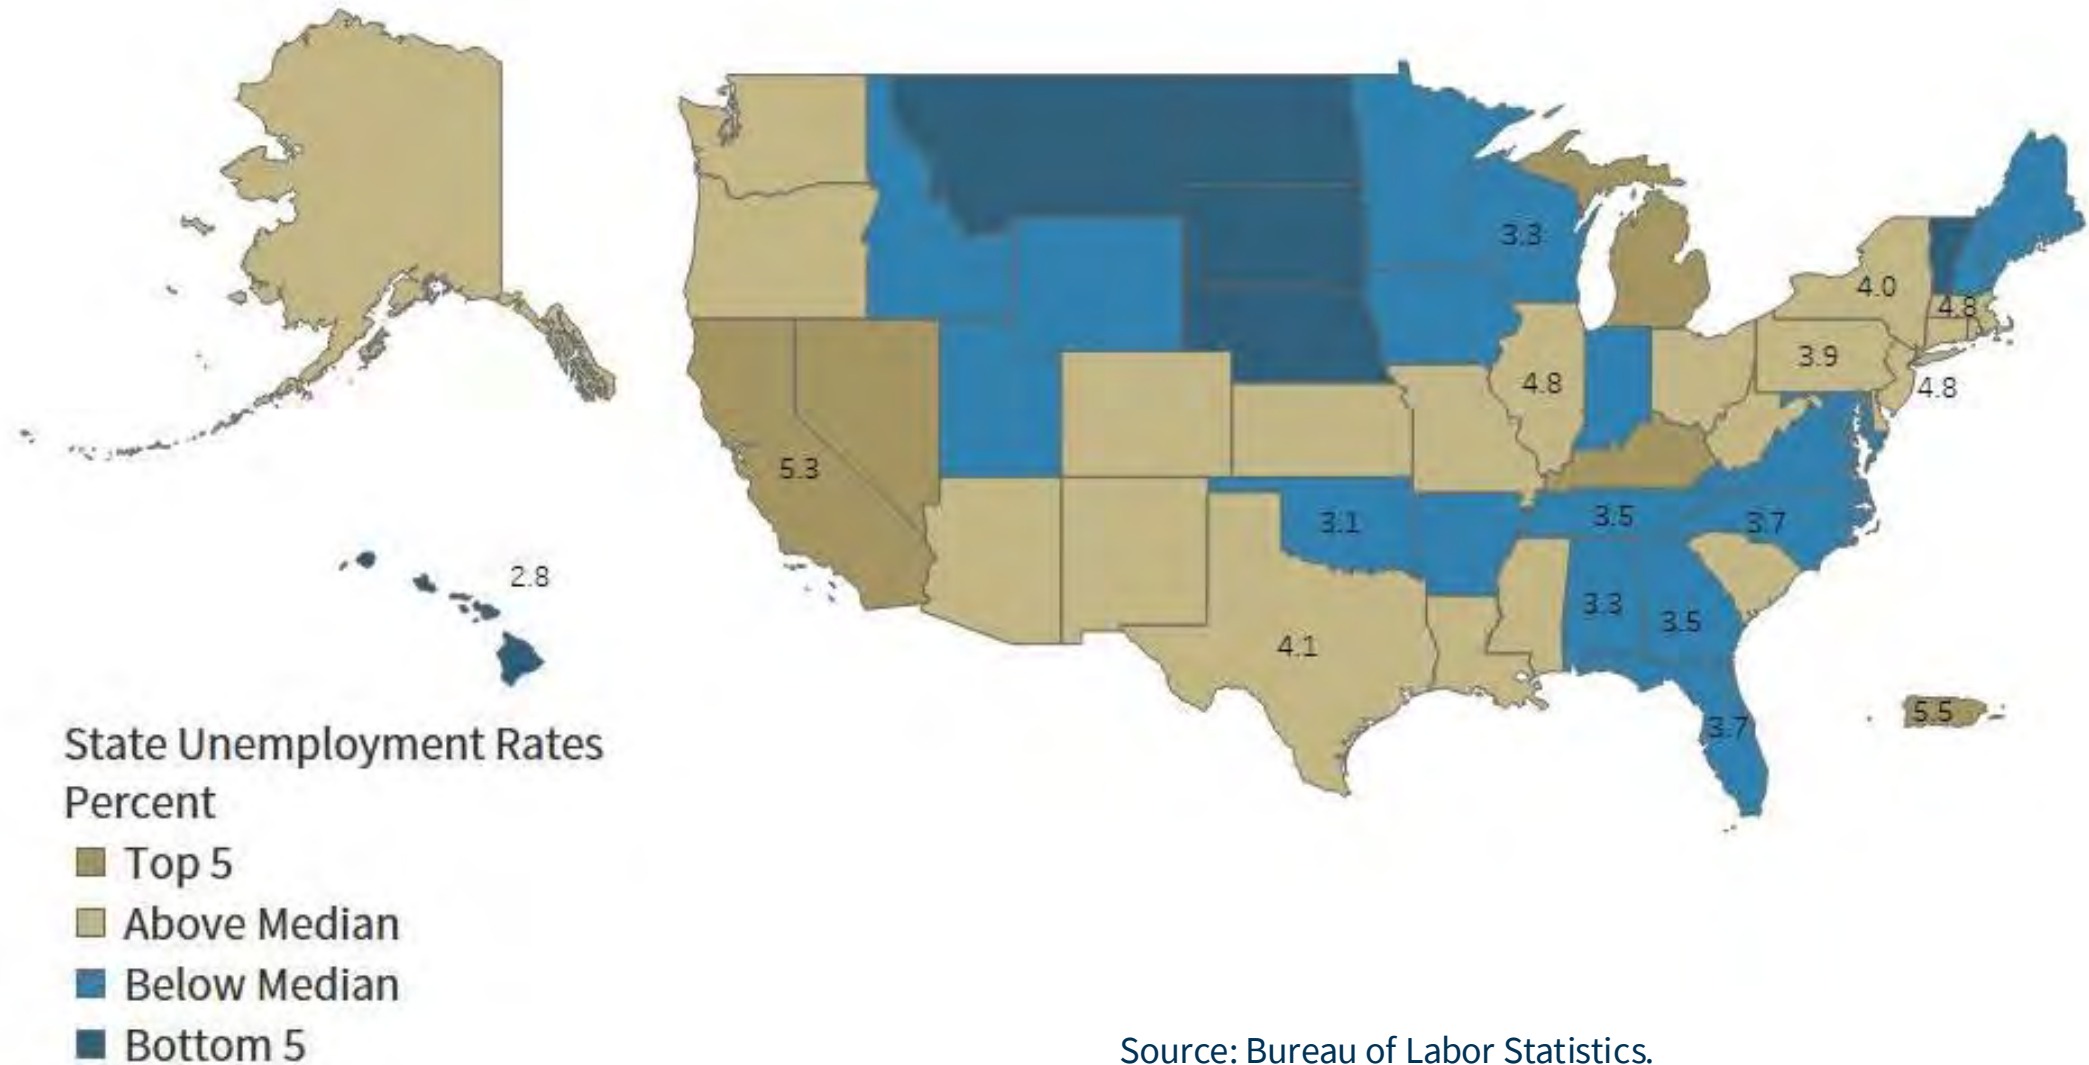 3.3
4.0
4.8
3.9
4.8
4.8
5.3
3.1
3.5
3.7
2.8
3.3
3.5
4.1
5.5
3.7
State Unemployment Rates
Percent
Top 5
Above Median
Below Median
Bottom 5
Source: Bureau of Labor Statistics.